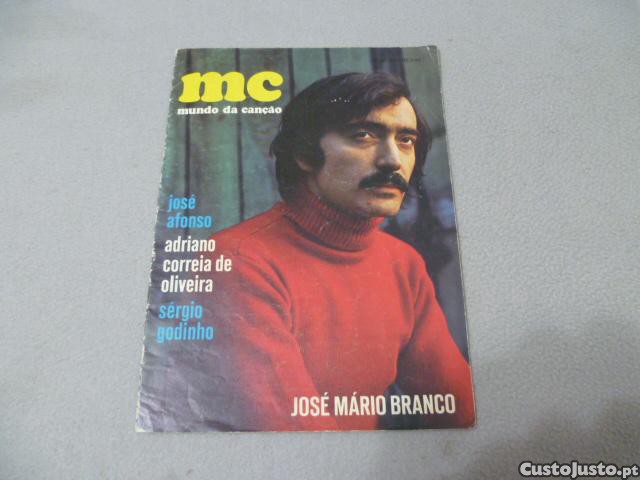 mc
mundo da canção
josé
afonso
adriano
correia de
oliveira
sérgio
godinho
JOSÉ MÁRIO BRANCO
CustoJusto.pt